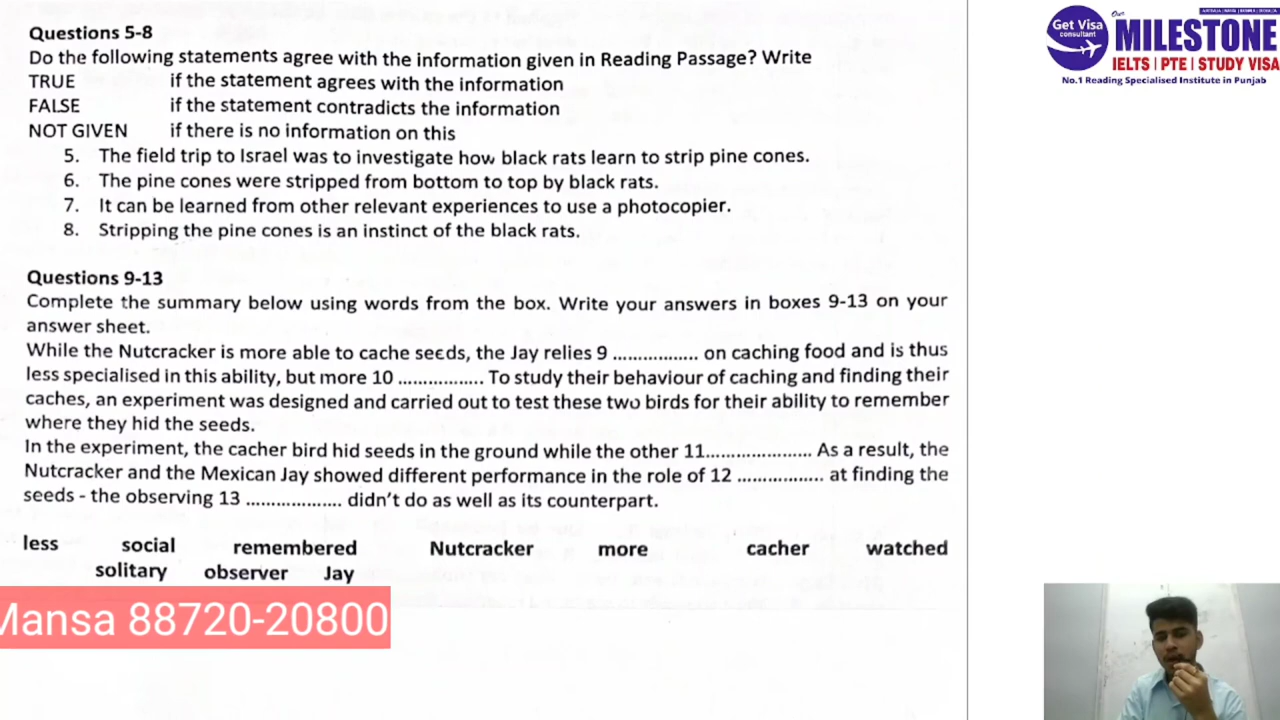 Questions 5-8
Do the following statements agree with the information given in Reading Passage? Write
TRUE if the statement agrees with the information
FALSE if the statement contradicts the information
NOT GIVEN if there is no information on this
5. The field trip to Israel was to investigate how black rats learn to strip pine cones.
6. The pine cones were stripped from bottom to top by black rats.
7. It can be learned from other relevant experiences to use a photocopier.
8. Stripping the pine cones is an instinct of the black rats.
Questions 9-13
Complete the summary below using words from the box. Write your answers in boxes 9-13 on your
answer sheet.
While the Nutcracker is more able to cache seeds, the Jay relies 9 ................ on caching food and is thus
less specialised in this ability, but more 10 ................ To study their behaviour of caching and finding their
caches, an experiment was designed and carried out to test these two birds for their ability to remember
where they hid the seeds.
In the experiment, the cacher bird hid seeds in the ground while the other 11..................... As a result, the
Nutcracker and the Mexican Jay showed different performance in the role of 12 ................ at finding the
seeds - the observing 13 .................. didn't do as well as its counterpart.
less social remembered Nutcracker more cacher watched
solitary observer Jay
Mansa 88720-20800
Get Visa
consultant
Our
MILESTONE
IELTS | PTE | STUDY VISA
No.1 Reading Specialised Institute in Punjab